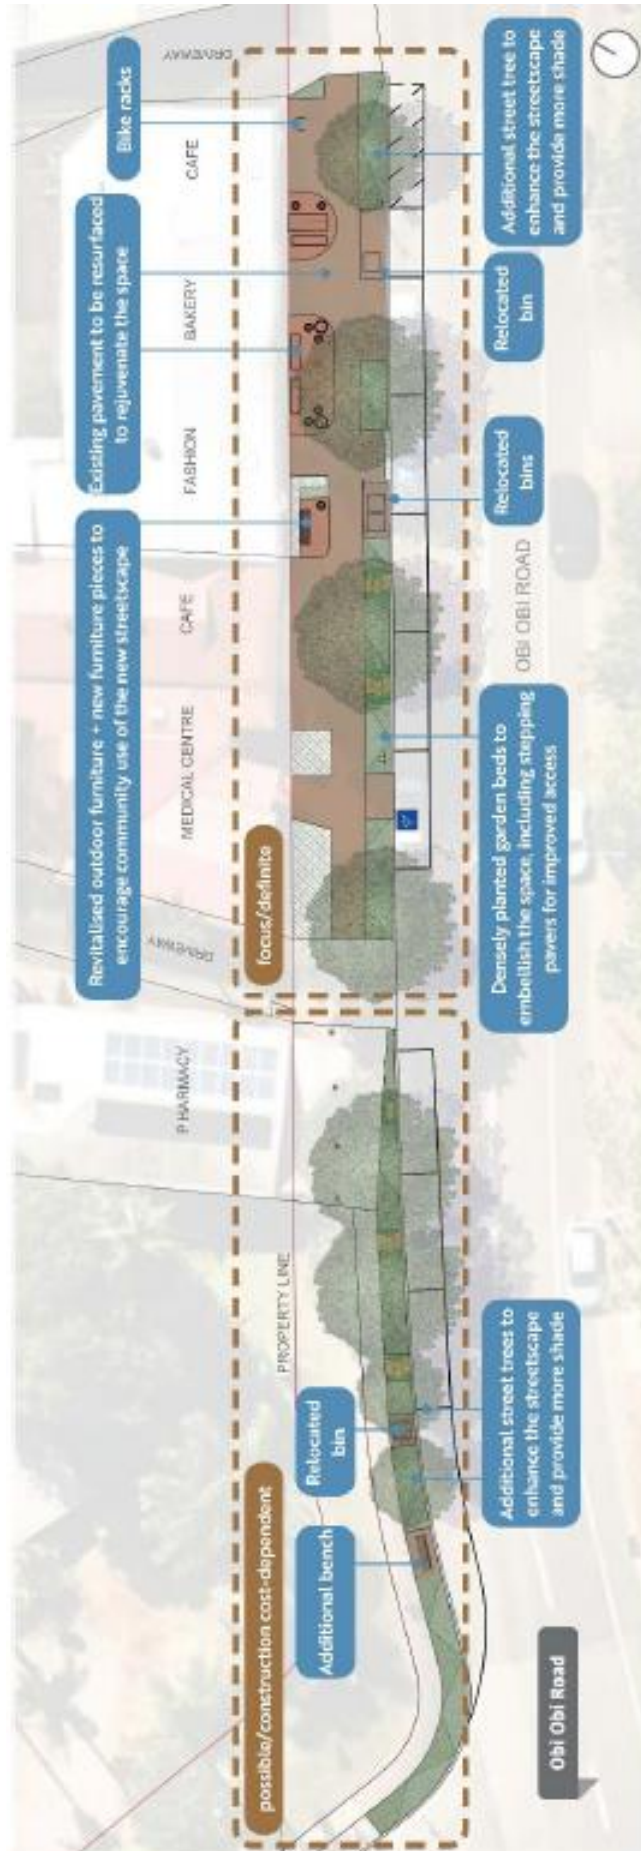 Revitalised outdoor furniture + new furniture pieces to
encourage community use of the new streetscape
Existing pavement to be resurfaced
to rejuvenate the space
Bike racks
possible/construction cost-dependent
Additional bench
Relocated
bin
PROPERTY LINE
PHARMACY
DRIVEWAY
focus/definite
MEDICAL CENTRE
CAFE
FASHION
BAKERY
CAFE
DRIVEWAY
Obi Obi Road
Additional street trees to
enhance the streetscape
and provide more shade
Densely planted garden beds to
embellish the space, including stepping
pavers for improved access
OBI OBI ROAD
Relocated
bins
Relocated
bin
Additional street tree to
enhance the streetscape
and provide more shade